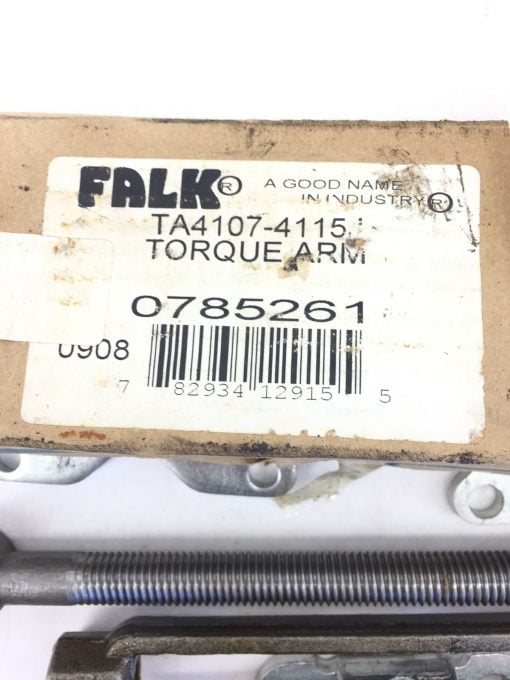 FALK® A GOOD NAME
IN INDUSTRY®
TA4107-4115
TORQUE ARM
0785261
0908
7 82934 12915 5